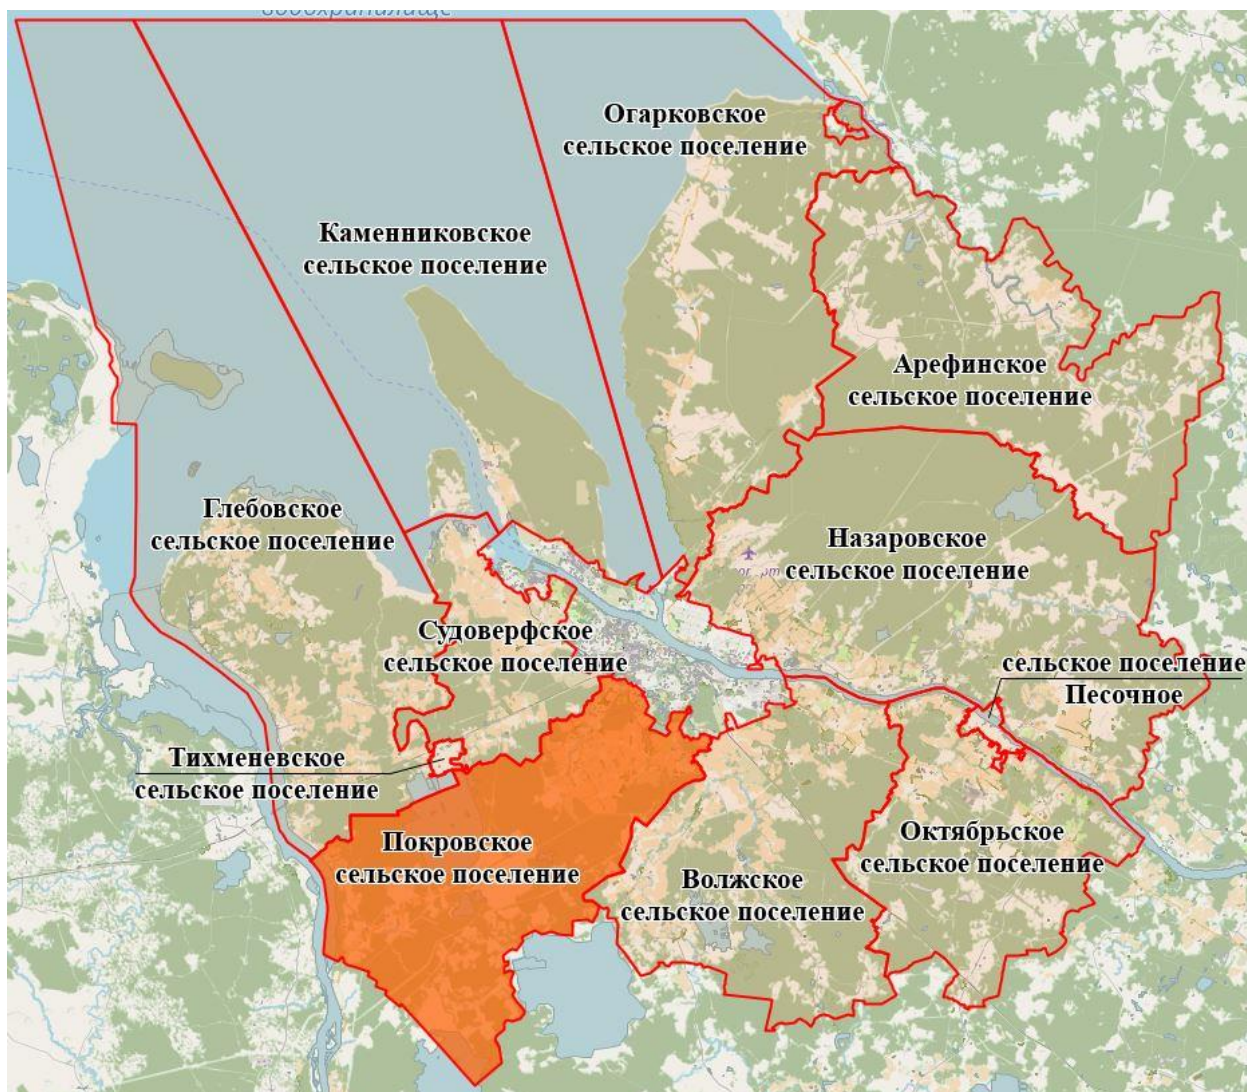 водохранилище
Огарковское
сельское поселение
Каменниковское
сельское поселение
Арефинское
сельское поселение
Глебовское
сельское поселение
Назаровское
сельское поселение
Судоверфское
сельское поселение
сельское поселение
Песочное
Тихменевское
сельское поселение
Покровское
сельское поселение
Октябрьское
сельское поселение
Волжское
сельское поселение